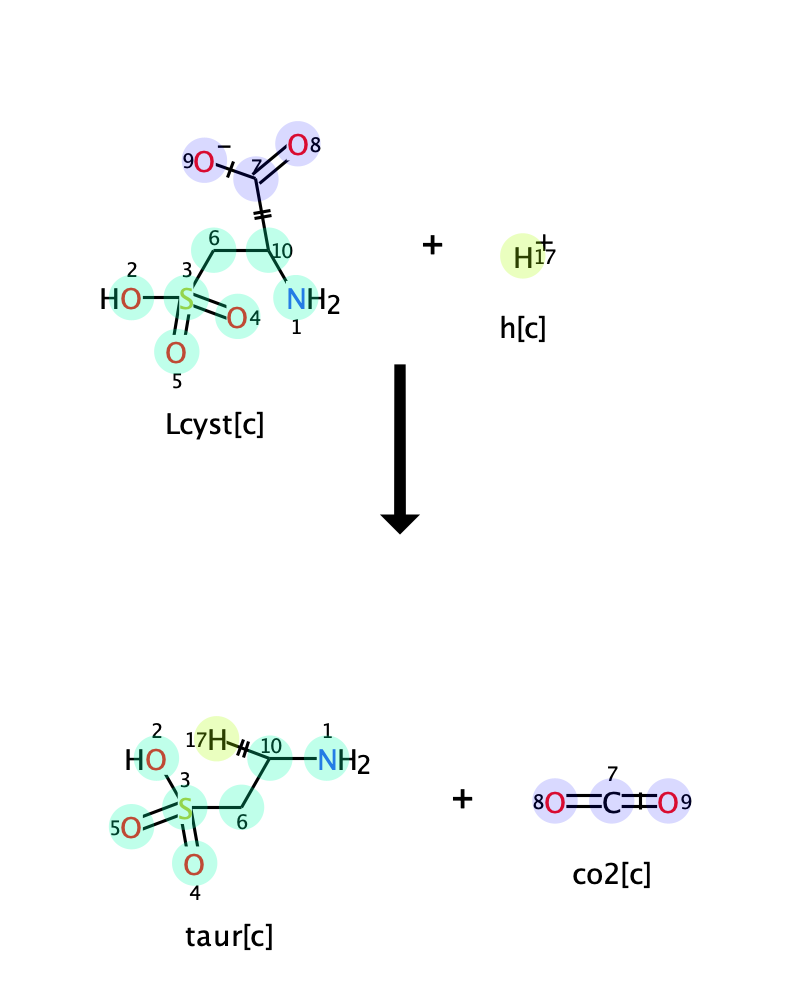 9O − 7 O8
6 10
+ H+17
2 3
HO S O4 NH2
1
h[c]
O
5
Lcyst[c]
2 17H 10 1
HO NH2
3 7
+ 8O C O9
5O S 6
O
4
co2[c]
taur[c]